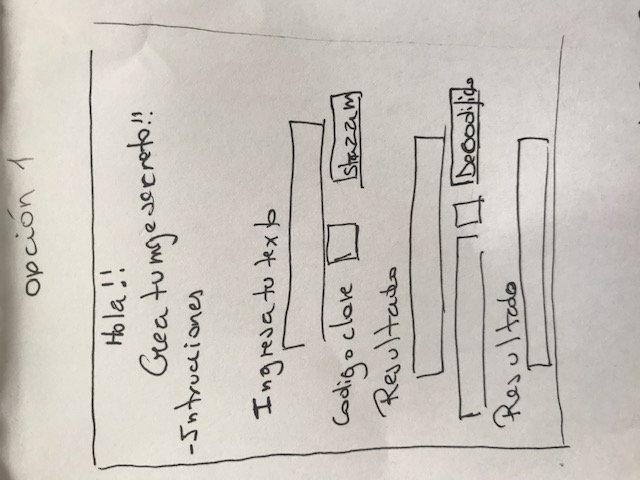 opción 1
Hola!!
Crea tu mge secreto!!
-Intrucciones
Ingresa tu texto
Codigo clave
Shazam
Resultado
Decodifica
Resultado